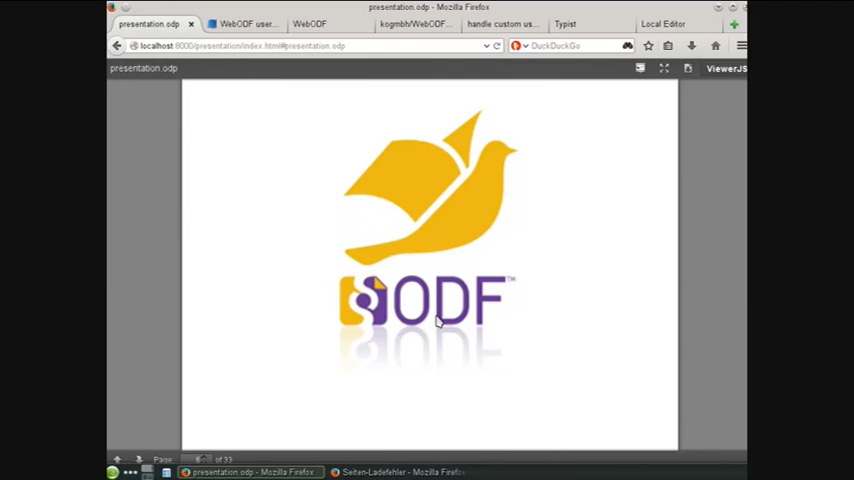 presentation.odp - Mozilla Firefox
presentation.odp × WebODF user... WebODF kogmbh/WebODF... handle custom us... Typist Local Editor
localhost:8000/presentation/index.html#presentation.odp DuckDuckGo
presentation.odp ViewerJS
ODF™
Page: of 33
presentation.odp - Mozilla Firefox Seiten-Ladefehler - Mozilla Firefox